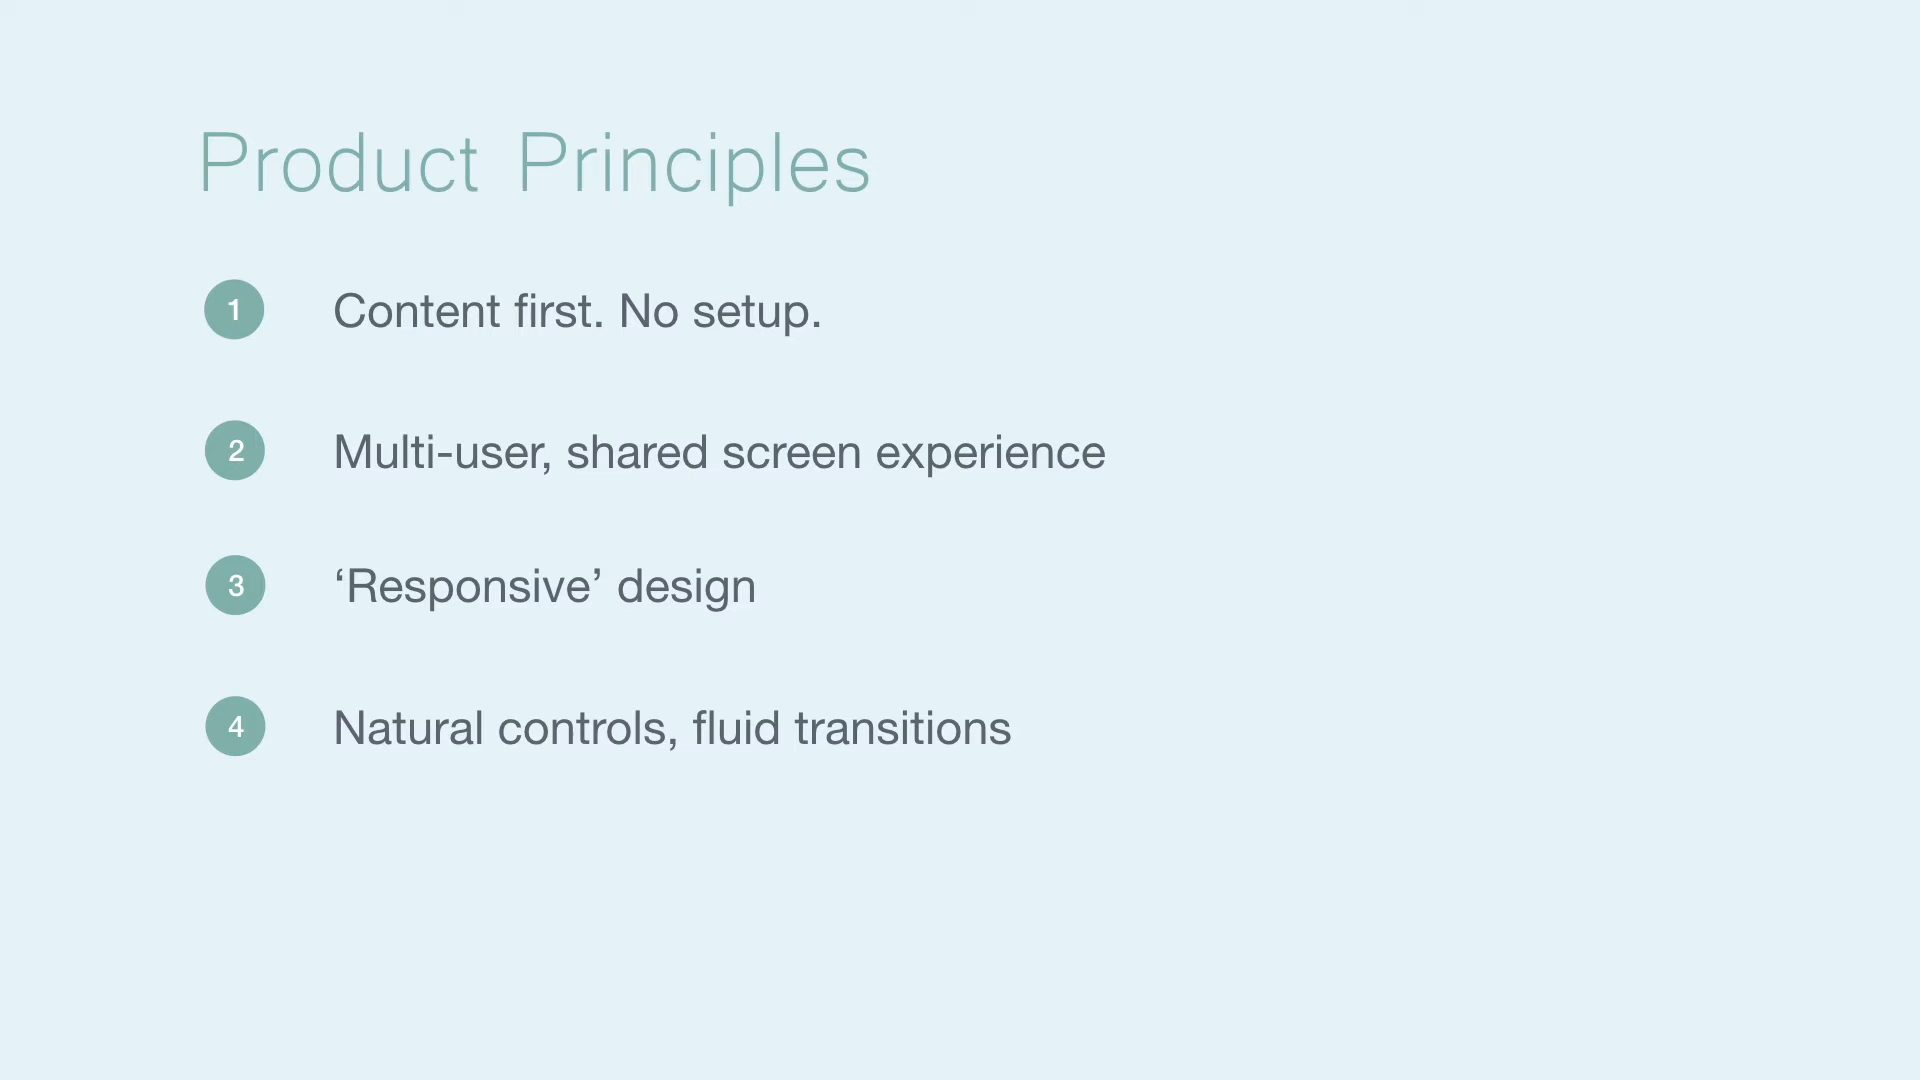 Product Principles
1 Content first. No setup.
2 Multi-user, shared screen experience
3 ‘Responsive’ design
4 Natural controls, fluid transitions